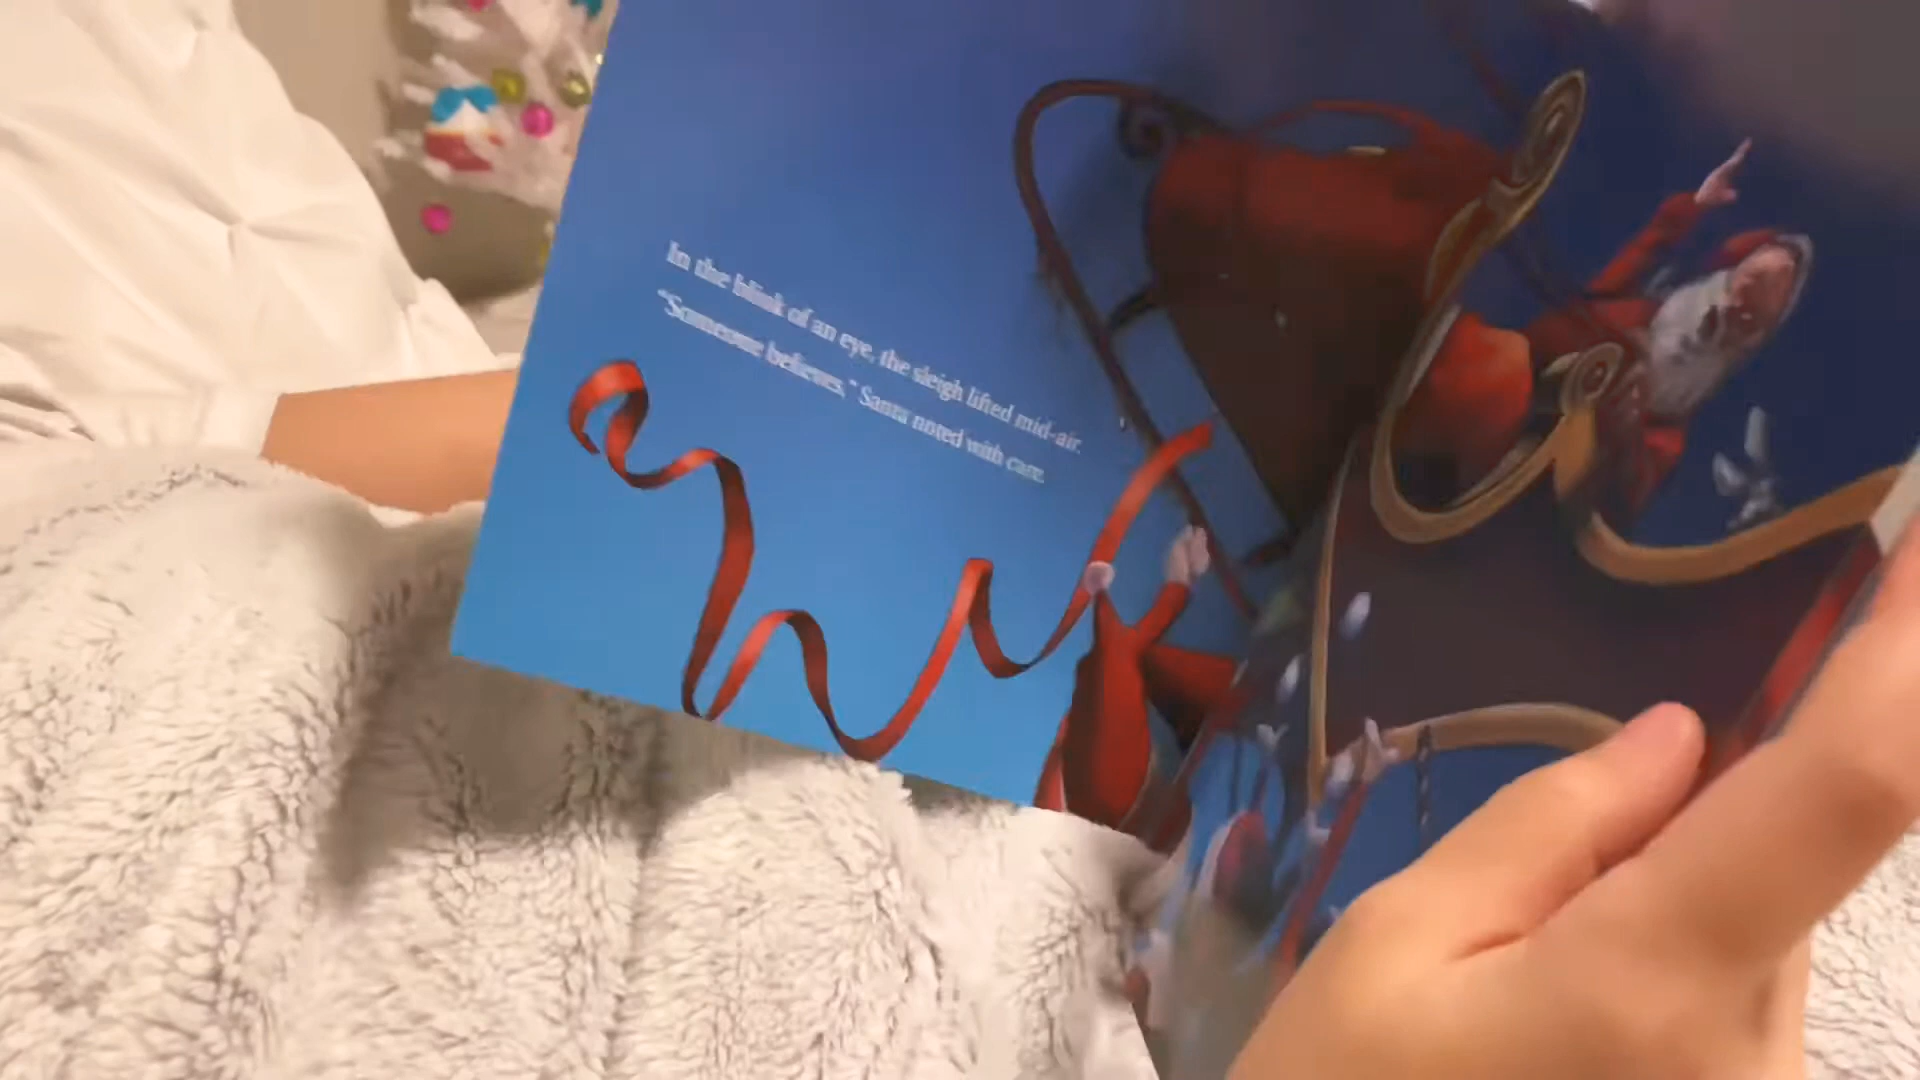 In the blink of an eye, the sleigh lifted mid-air.
"Someone believes," Santa noted with care.